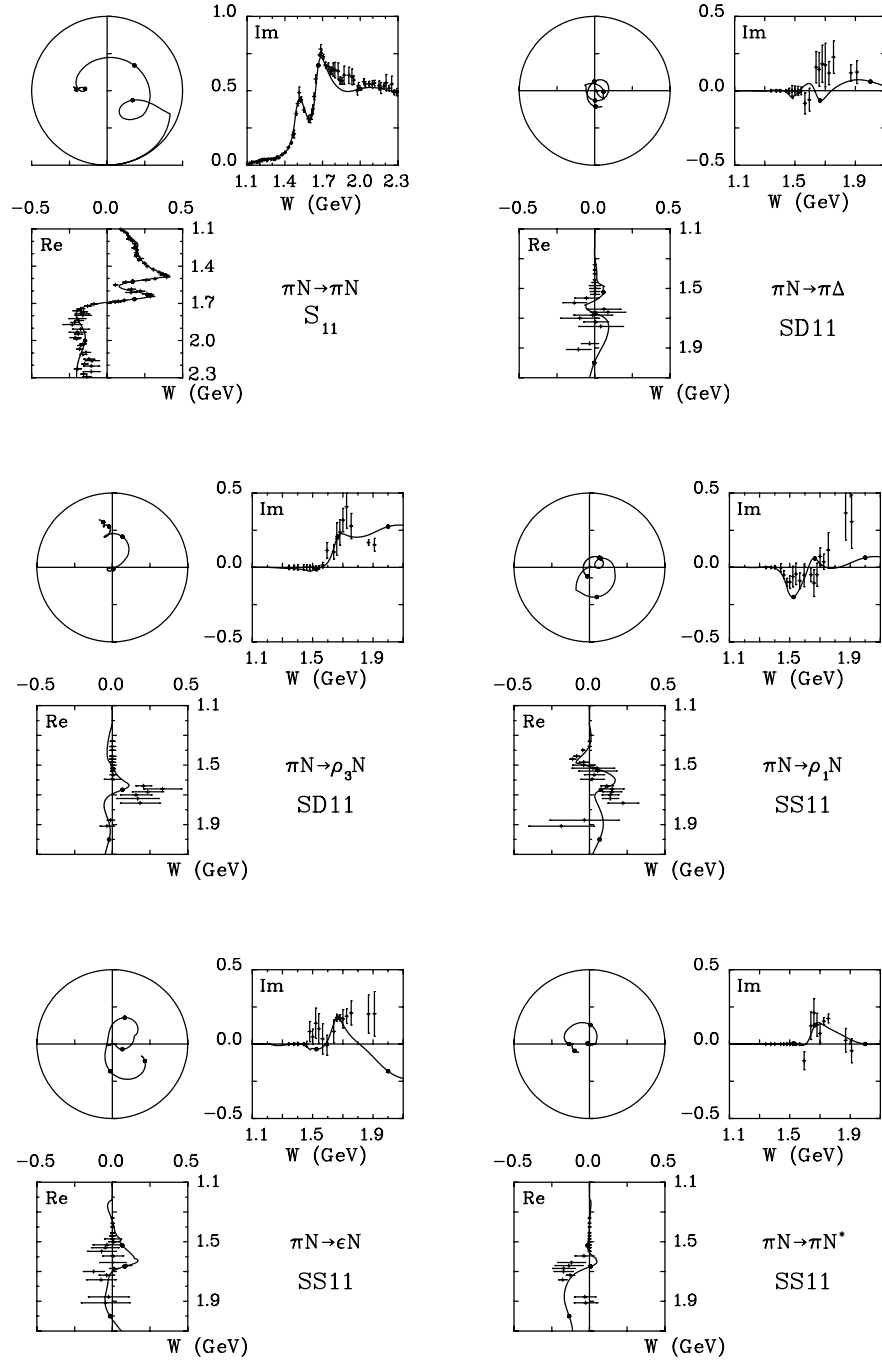 1.0
Im
0.5
0.0
1.1 1.4 1.7 2.0 2.3
W (GeV)
−0.5 0.0 0.5
Re
1.1
1.4
1.7
2.0
2.3
W (GeV)
πN→πN
S₁₁
0.5
Im
0.0
−0.5
1.1 1.5 1.9
W (GeV)
−0.5 0.0 0.5
Re
1.1
1.5
1.9
W (GeV)
πN→πΔ
SD11
0.5
Im
0.0
−0.5
1.1 1.5 1.9
W (GeV)
−0.5 0.0 0.5
Re
1.1
1.5
1.9
W (GeV)
πN→ρ₃N
SD11
0.5
Im
0.0
−0.5
1.1 1.5 1.9
W (GeV)
−0.5 0.0 0.5
Re
1.1
1.5
1.9
W (GeV)
πN→ρ₁N
SS11
0.5
Im
0.0
−0.5
1.1 1.5 1.9
W (GeV)
−0.5 0.0 0.5
Re
1.1
1.5
1.9
W (GeV)
πN→ϵN
SS11
0.5
Im
0.0
−0.5
1.1 1.5 1.9
W (GeV)
−0.5 0.0 0.5
Re
1.1
1.5
1.9
W (GeV)
πN→πN*
SS11